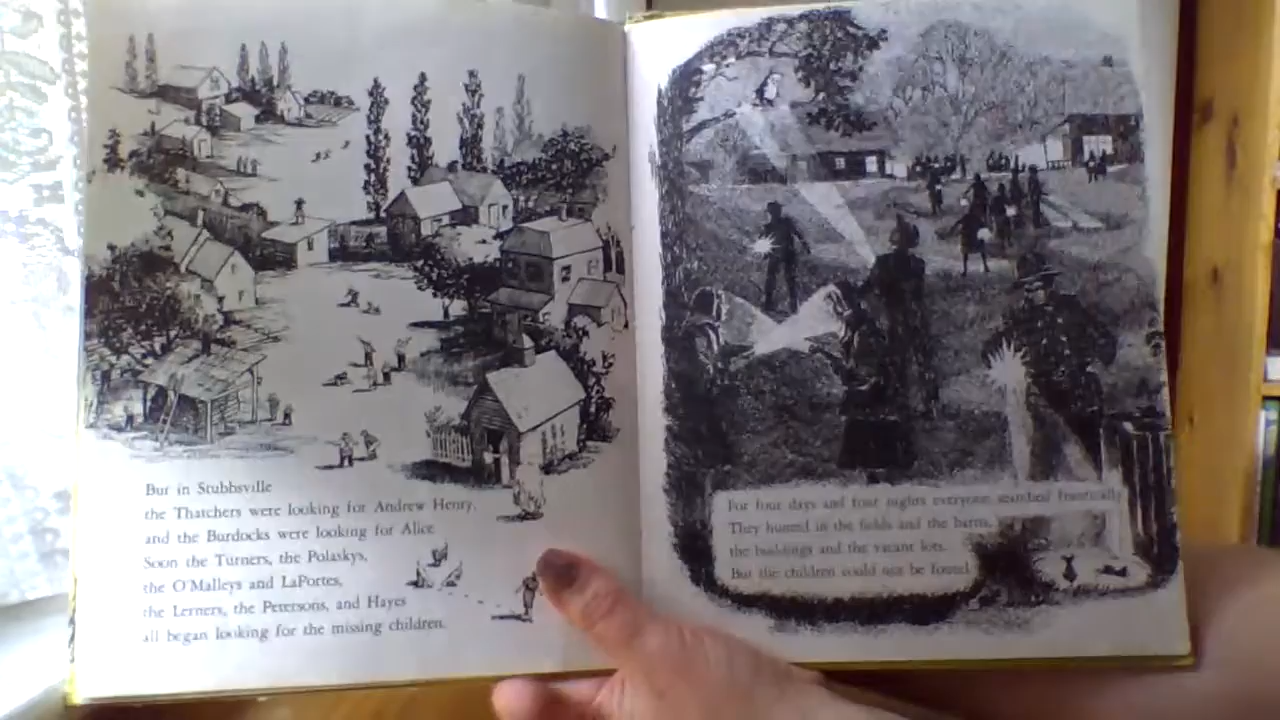 But in Stubbsville
the Thatchers were looking for Andrew Henry,
and the Burdocks were looking for Alice
Soon the Turners, the Polaskys,
the O'Malleys and LaPortes,
the Lerners, the Petersons, and Hayes
all began looking for the missing children.
For four days and four nights everyone searched frantically.
They hunted in the fields and the barns,
the buildings and the vacant lots.
But the children could not be found.